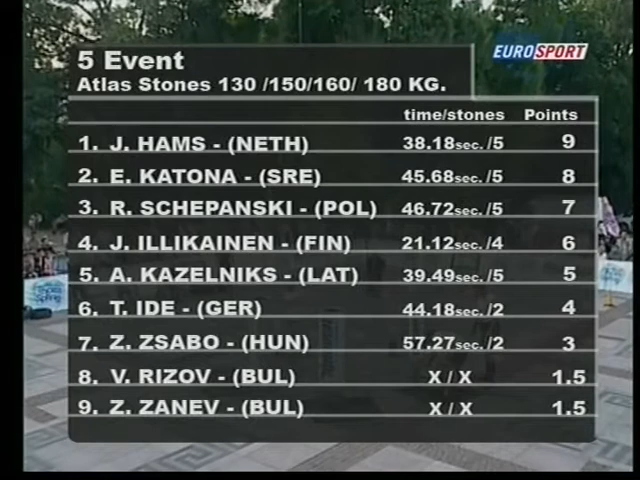 EUROSPORT
5 Event
Atlas Stones 130 /150/160/ 180 KG.
time/stones Points
1. J. HAMS - (NETH) 38.18sec./5 9
2. E. KATONA - (SRE) 45.68sec./5 8
3. R. SCHEPANSKI - (POL) 46.72sec./5 7
4. J. ILLIKAINEN - (FIN) 21.12sec./4 6
5. A. KAZELNIKS - (LAT) 39.49sec./5 5
6. T. IDE - (GER) 44.18sec./2 4
7. Z. ZSABO - (HUN) 57.27sec./2 3
8. V. RIZOV - (BUL) X / X 1.5
9. Z. ZANEV - (BUL) X / X 1.5